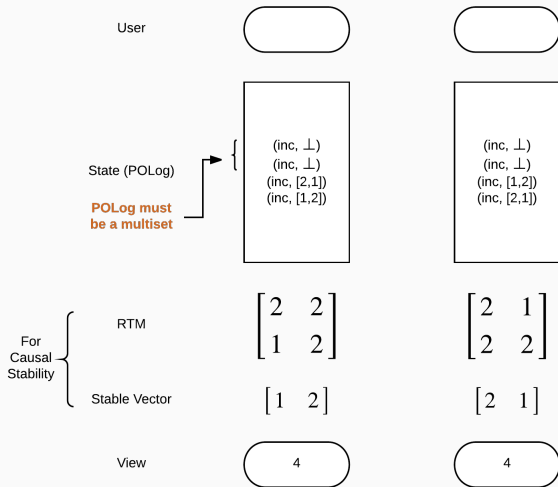 User
State (POLog)
POLog must
be a multiset
(inc, ⊥)
(inc, ⊥)
(inc, [2,1])
(inc, [1,2])
(inc, ⊥)
(inc, ⊥)
(inc, [1,2])
(inc, [2,1])
For
Causal
Stability
RTM
2 2
1 2
2 1
2 2
Stable Vector
[1 2]
[2 1]
View
4
4